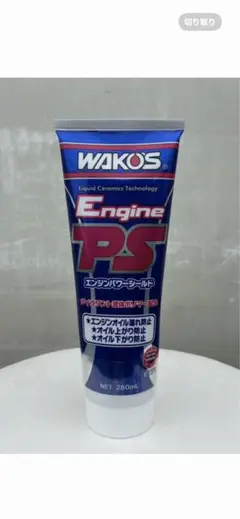 切り取り
WAKO'S
Liquid Ceramics Technology
Engine
PS
エンジンパワーシールド
★エンジンオイル漏れ防止
★オイル上がり防止
★オイル下がり防止
NET 280mL